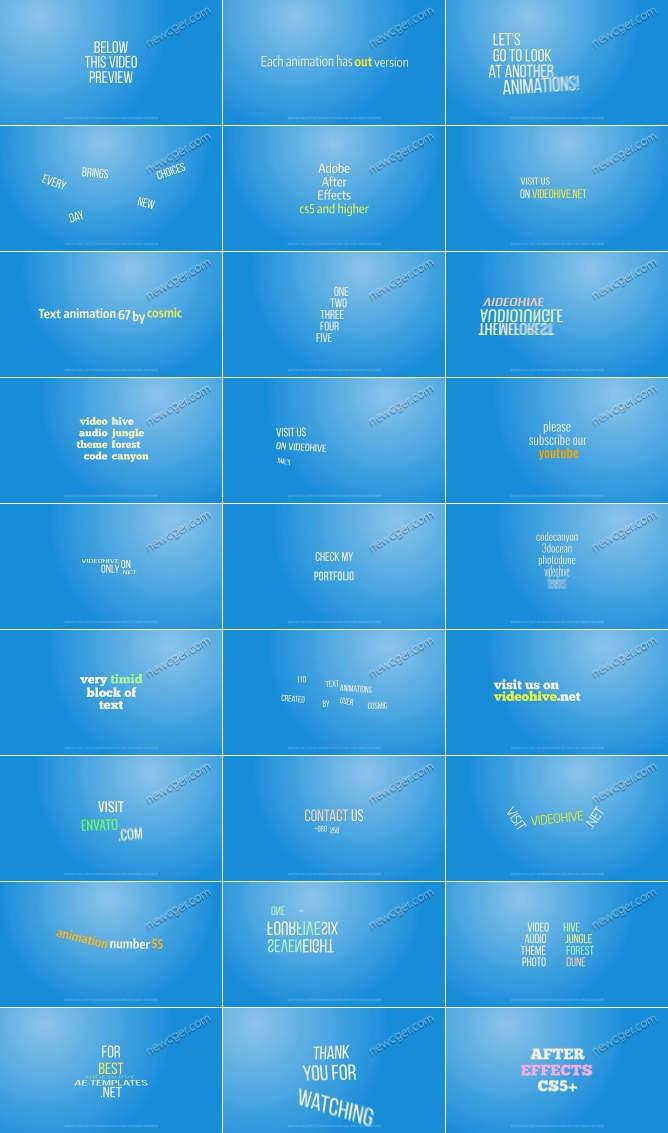 BELOW
THIS VIDEO
PREVIEW
newcger.com
Each animation has out version
newcger.com
LET'S
GO TO LOOK
AT ANOTHER
ANIMATIONS!
newcger.com
EVERY
DAY
BRINGS
NEW
CHOICES
newcger.com
Adobe
After
Effects
cs5 and higher
newcger.com
VISIT US
ON VIDEOHIVE.NET
newcger.com
Text animation 67 by cosmic
newcger.com
ONE
TWO
THREE
FOUR
FIVE
newcger.com
VIDEOHIVE
AUDIOJUNGLE
THEMEFOREST
newcger.com
video hive
audio jungle
theme forest
code canyon
newcger.com
VISIT US
ON VIDEOHIVE
newcger.com
please
subscribe our
youtube
newcger.com
VIDEOHIVE
ONLY ON
.NET
newcger.com
CHECK MY
PORTFOLIO
newcger.com
codecanyon
3docean
photodune
videohive
newcger.com
very timid
block of
text
newcger.com
110 TEXT ANIMATIONS
CREATED BY USER COSMIC
newcger.com
visit us on
videohive.net
newcger.com
VISIT
ENVATO
.COM
newcger.com
CONTACT US
+080 258
newcger.com
VISIT VIDEOHIVE .NET
newcger.com
animation number 55
newcger.com
ONE
FOURFIVESIX
SEVENEIGHT
newcger.com
VIDEO HIVE
AUDIO JUNGLE
THEME FOREST
PHOTO DUNE
newcger.com
FOR
BEST
VIDEOHIVE
AE TEMPLATES
.NET
newcger.com
THANK
YOU FOR
WATCHING
newcger.com
AFTER
EFFECTS
CS5+
newcger.com